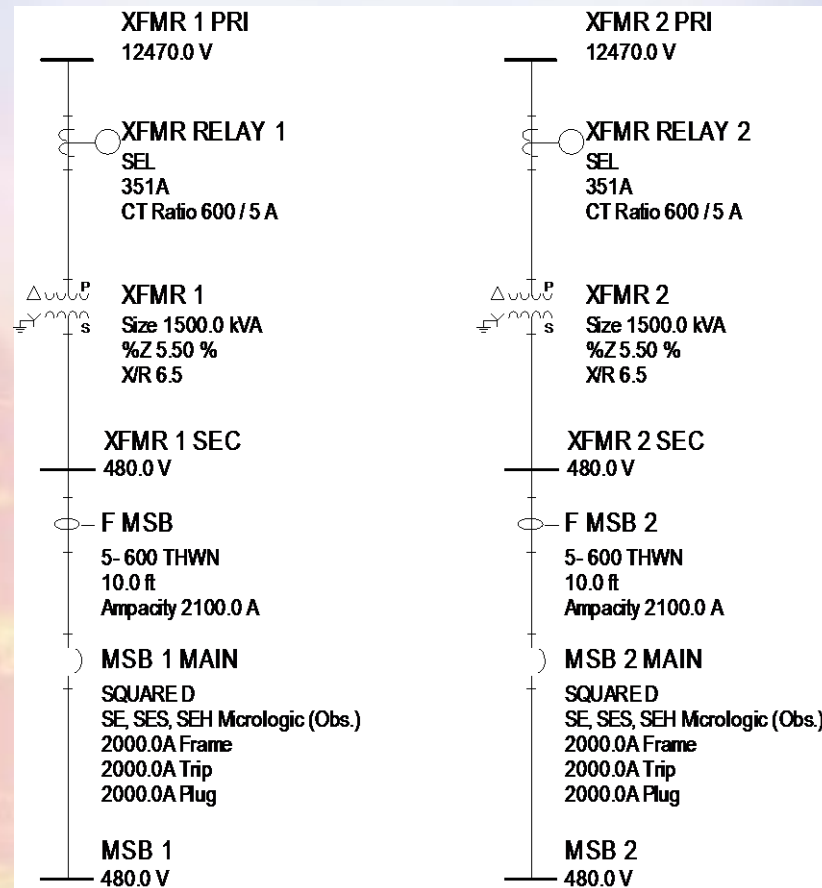 XFMR 1 PRI
12470.0 V
XFMR RELAY 1
SEL
351A
CT Ratio 600 / 5 A
P
S
XFMR 1
Size 1500.0 kVA
%Z 5.50 %
X/R 6.5
XFMR 1 SEC
480.0 V
F MSB
5- 600 THWN
10.0 ft
Ampacity 2100.0 A
MSB 1 MAIN
SQUARE D
SE, SES, SEH Micrologic (Obs.)
2000.0A Frame
2000.0A Trip
2000.0A Plug
MSB 1
480.0 V
XFMR 2 PRI
12470.0 V
XFMR RELAY 2
SEL
351A
CT Ratio 600 / 5 A
P
S
XFMR 2
Size 1500.0 kVA
%Z 5.50 %
X/R 6.5
XFMR 2 SEC
480.0 V
F MSB 2
5- 600 THWN
10.0 ft
Ampacity 2100.0 A
MSB 2 MAIN
SQUARE D
SE, SES, SEH Micrologic (Obs.)
2000.0A Frame
2000.0A Trip
2000.0A Plug
MSB 2
480.0 V